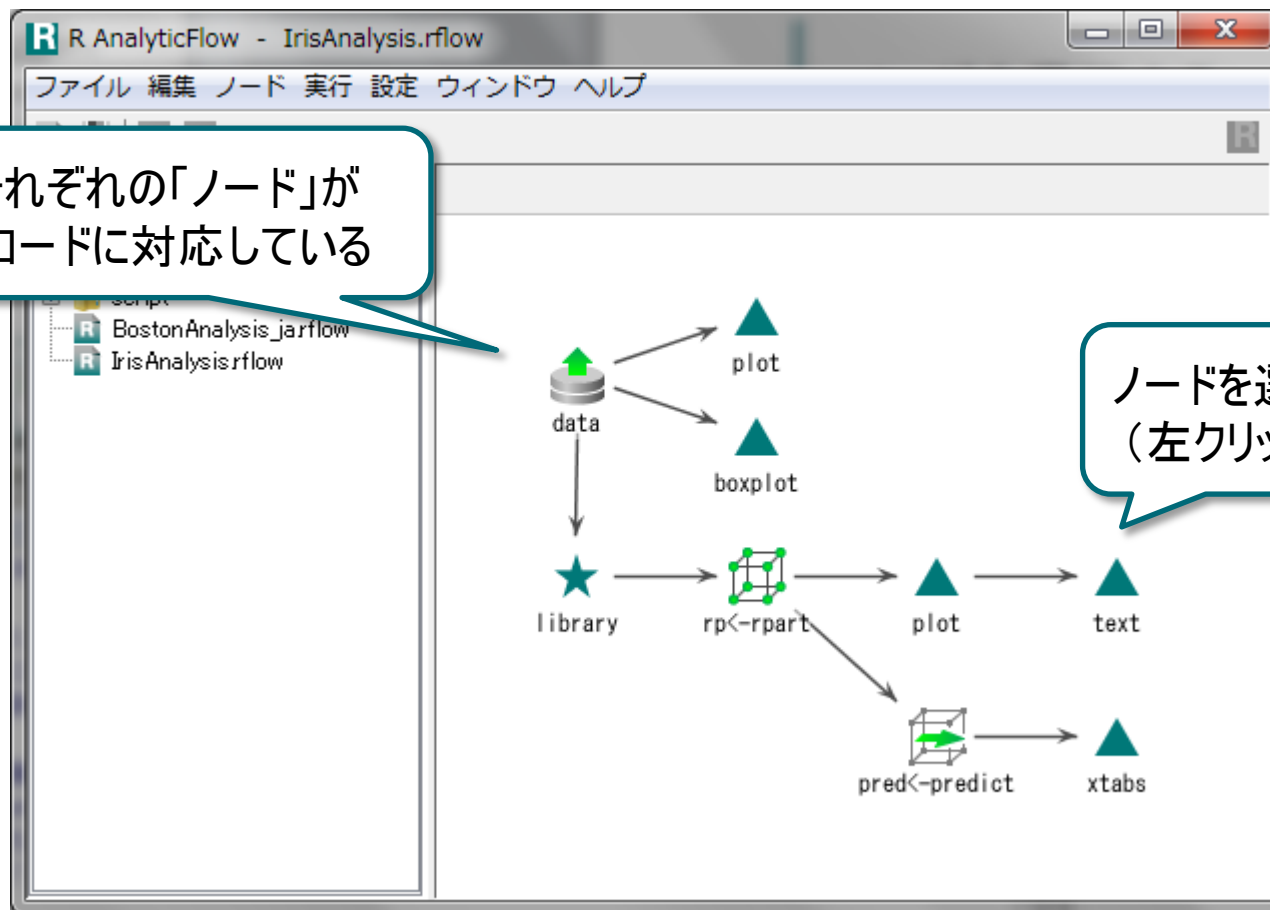 R AnalyticFlow - IrisAnalysis.rflow
ファイル 編集 ノード 実行 設定 ウィンドウ ヘルプ
れぞれの「ノード」が
コードに対応している
script
BostonAnalysis_ja.rflow
IrisAnalysis.rflow
plot
data
boxplot
ノードを
（左クリッ
library
rp<-rpart
plot
text
pred<-predict
xtabs